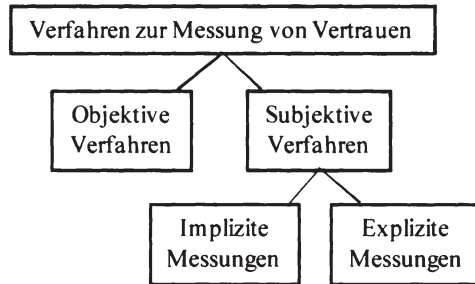 Verfahren zur Messung von Vertrauen
Objektive
Verfahren
Subjektive
Verfahren
Implizite
Messungen
Explizite
Messungen